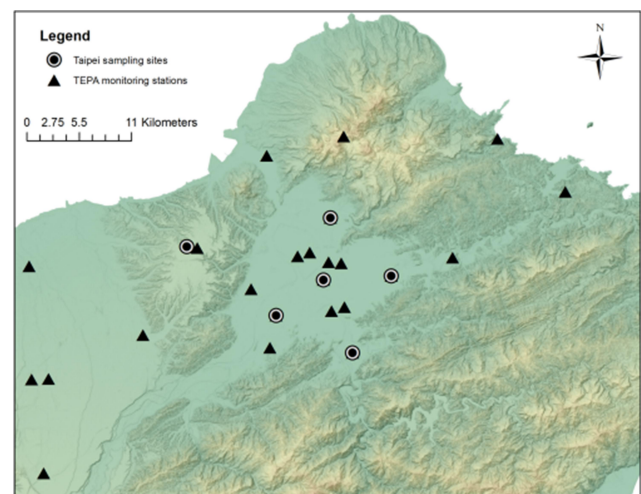 Legend
Taipei sampling sites
TEPA monitoring stations
0 2.75 5.5 11 Kilometers
N